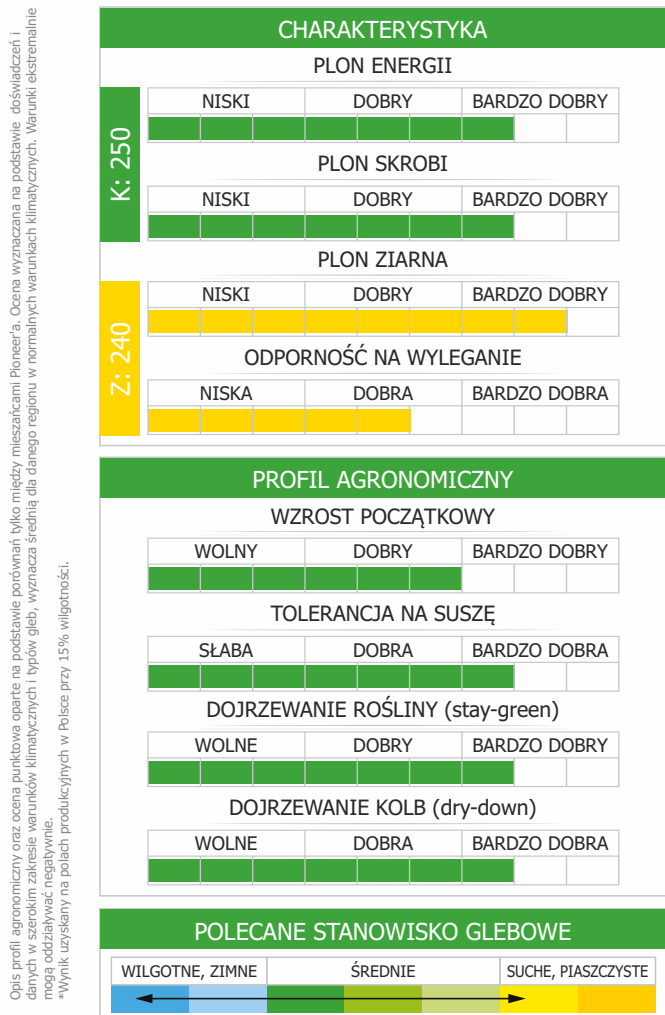 Opis profil agronomiczny oraz ocena punktowa oparte na podstawie porównań tylko między mieszańcami Pioneer'a. Ocena wyznaczana na podstawie doświadczeń i
danych w szerokim zakresie warunków klimatycznych i typów gleb, wyznacza średnią dla danego regionu w normalnych warunkach klimatycznych. Warunki ekstremalnie
mogą oddziaływać negatywnie.
*Wynik uzyskany na polach produkcyjnych w Polsce przy 15% wilgotności.
CHARAKTERYSTYKA
K: 250
PLON ENERGII
NISKI DOBRY BARDZO DOBRY
PLON SKROBI
NISKI DOBRY BARDZO DOBRY
Z: 240
PLON ZIARNA
NISKI DOBRY BARDZO DOBRY
ODPORNOŚĆ NA WYLEGANIE
NISKA DOBRA BARDZO DOBRA
PROFIL AGRONOMICZNY
WZROST POCZĄTKOWY
WOLNY DOBRY BARDZO DOBRY
TOLERANCJA NA SUSZĘ
SŁABA DOBRA BARDZO DOBRA
DOJRZEWANIE ROŚLINY (stay-green)
WOLNE DOBRY BARDZO DOBRY
DOJRZEWANIE KOLB (dry-down)
WOLNE DOBRA BARDZO DOBRA
POLECANE STANOWISKO GLEBOWE
WILGOTNE, ZIMNE ŚREDNIE SUCHE, PIASZCZYSTE